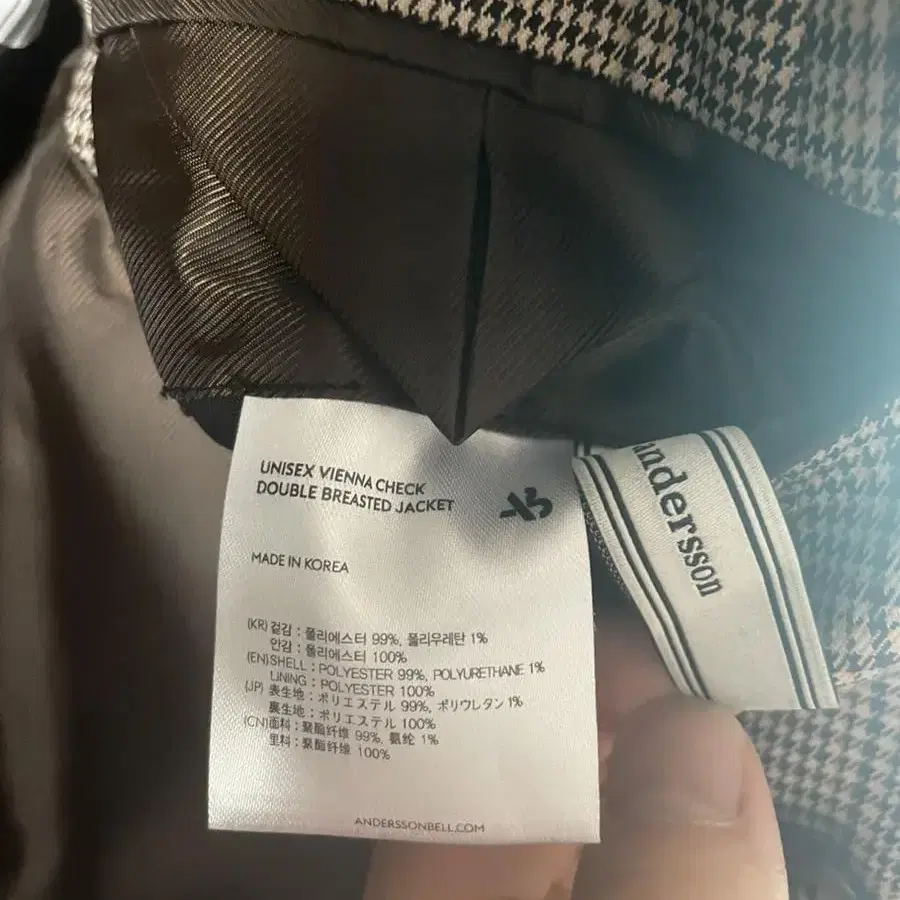 UNISEX VIENNA CHECK
DOUBLE BREASTED JACKET
MADE IN KOREA
(KR) 겉감 : 폴리에스터 99%, 폴리우레탄 1%
안감 : 폴리에스터 100%
(EN) SHELL : POLYESTER 99%, POLYURETHANE 1%
LINING : POLYESTER 100%
(JP) 表生地 : ポリエステル 99%, ポリウレタン 1%
裏生地 : ポリエステル 100%
(CN) 面料 : 聚酯纤维 99%, 氨纶 1%
里料 : 聚酯纤维 100%
ANDERSSONBELL.COM
andersson